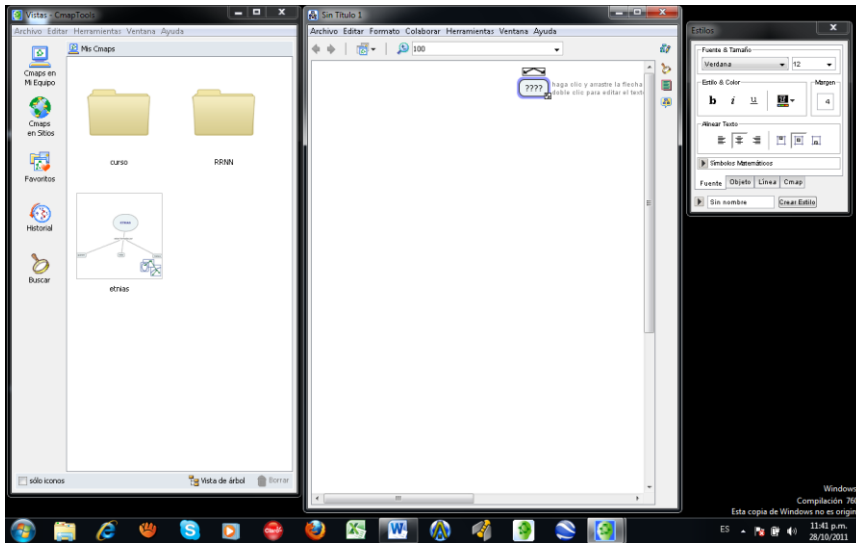 Vistas - CmapTools
Archivo Editar Herramientas Ventana Ayuda
Cmaps en
Mi Equipo
Cmaps
en Sitios
Favoritos
Historial
Buscar
Mis Cmaps
curso
RRNN
etnias
sólo iconos
Vista de árbol
Borrar
Sin Título 1
Archivo Editar Formato Colaborar Herramientas Ventana Ayuda
100
????
haga clic y arrastre la flecha
doble clic para editar el text
Estilos
Fuente & Tamaño
Verdana
12
Estilo & Color
Margen
b i u
4
Alinear Texto
Símbolos Matemáticos
Fuente Objeto Línea Cmap
Sin nombre
Crear Estilo
Windows
Compilación 760
Esta copia de Windows no es origin
ES
11:41 p.m.
28/10/2011